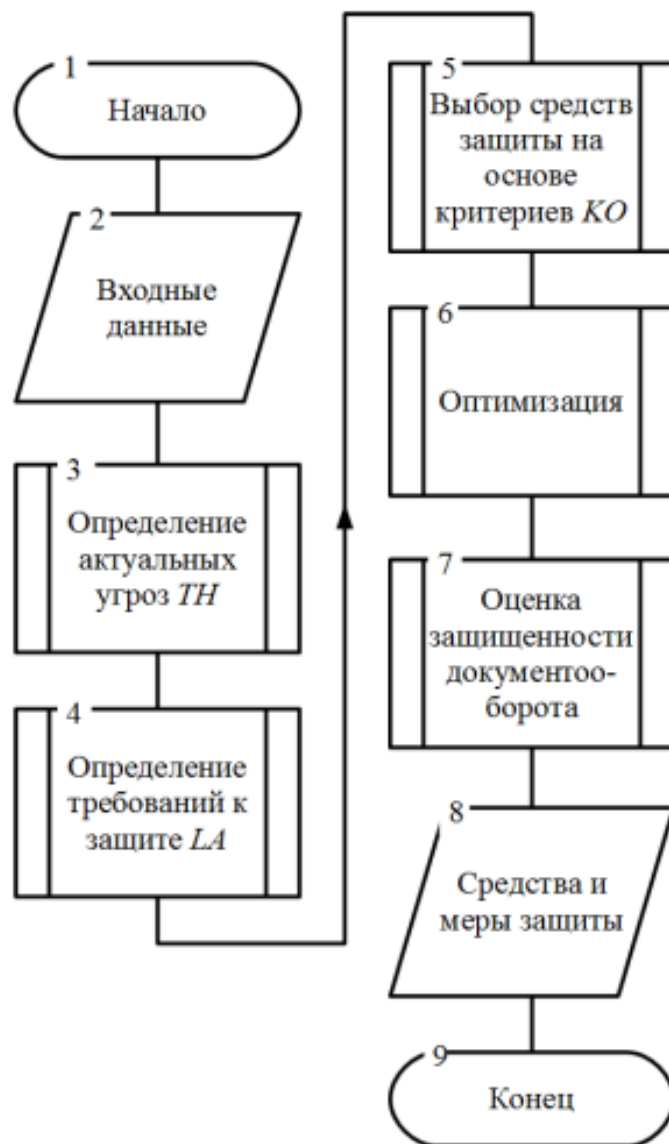 1
Начало
2
Входные
данные
3
Определение
актуальных
угроз TH
4
Определение
требований к
защите LA
5
Выбор средств
защиты на
основе
критериев KO
6
Оптимизация
7
Оценка
защищенности
документоо-
борота
8
Средства и
меры защиты
9
Конец